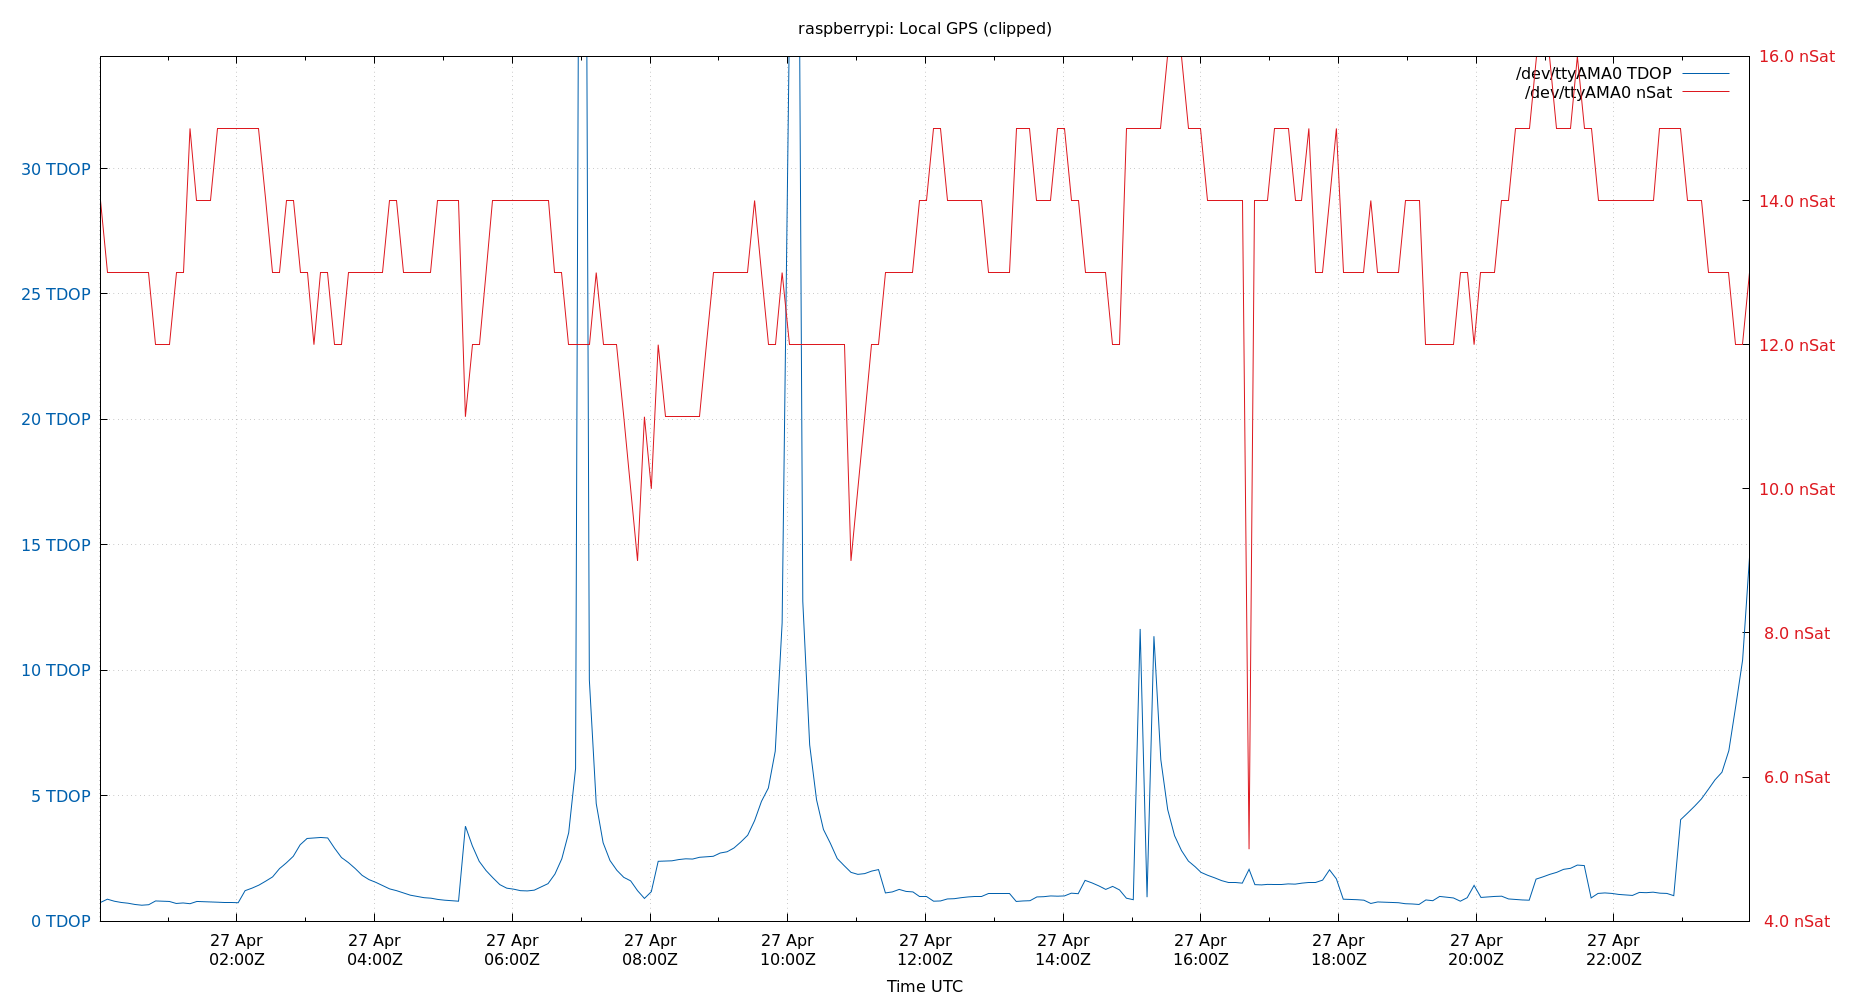 raspberrypi: Local GPS (clipped)
/dev/ttyAMA0 TDOP
/dev/ttyAMA0 nSat
30 TDOP
25 TDOP
20 TDOP
15 TDOP
10 TDOP
5 TDOP
0 TDOP
16.0 nSat
14.0 nSat
12.0 nSat
10.0 nSat
8.0 nSat
6.0 nSat
4.0 nSat
27 Apr
02:00Z
27 Apr
04:00Z
27 Apr
06:00Z
27 Apr
08:00Z
27 Apr
10:00Z
27 Apr
12:00Z
27 Apr
14:00Z
27 Apr
16:00Z
27 Apr
18:00Z
27 Apr
20:00Z
27 Apr
22:00Z
Time UTC